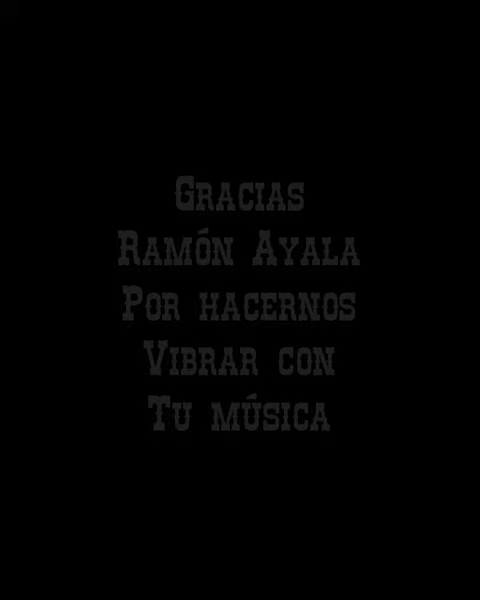 Gracias
Ramón Ayala
Por hacernos
Vibrar con
Tu música